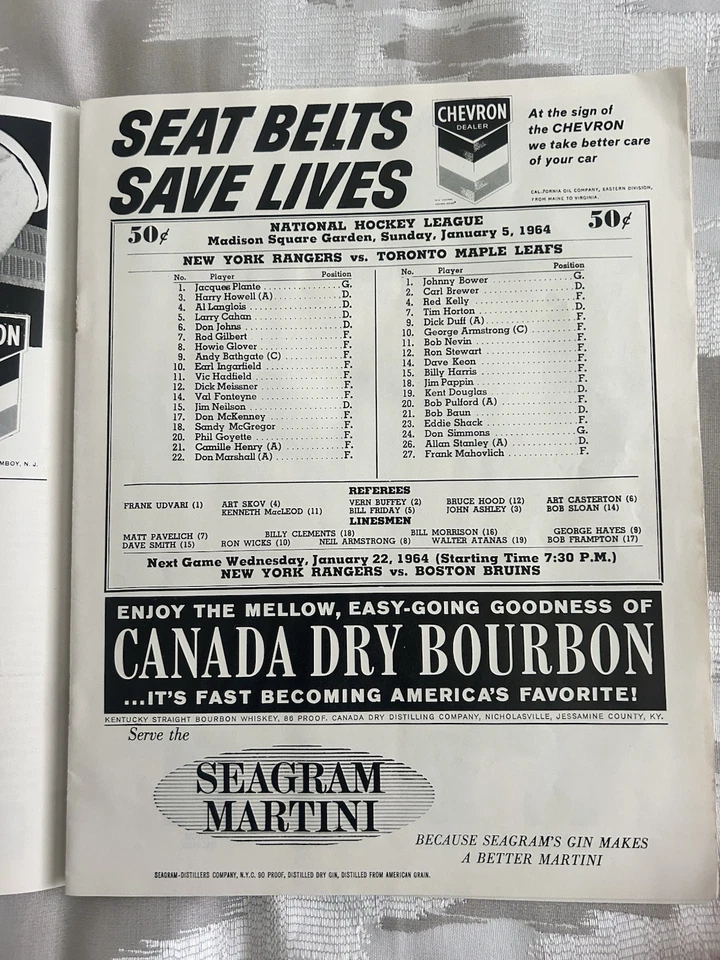 SEAT BELTS
SAVE LIVES
CHEVRON
DEALER
At the sign of
the CHEVRON
we take better care
of your car
CALIFORNIA OIL COMPANY, EASTERN DIVISION,
FROM MAINE TO VIRGINIA.
50¢
NATIONAL HOCKEY LEAGUE
50¢
Madison Square Garden, Sunday, January 5, 1964
NEW YORK RANGERS vs. TORONTO MAPLE LEAFS
No. Player Position
1. Jacques Plante G.
3. Harry Howell (A) D.
4. Al Langlois D.
5. Larry Cahan D.
6. Don Johns D.
7. Rod Gilbert F.
8. Howie Glover F.
9. Andy Bathgate (C) F.
10. Earl Ingarfield F.
11. Vic Hadfield F.
12. Dick Meissner F.
14. Val Fonteyne F.
15. Jim Neilson D.
17. Don McKenney F.
18. Sandy McGregor F.
20. Phil Goyette F.
21. Camille Henry (A) F.
22. Don Marshall (A) F.
No. Player Position
1. Johnny Bower G.
2. Carl Brewer D.
4. Red Kelly F.
7. Tim Horton D.
9. Dick Duff (A) F.
10. George Armstrong (C) F.
11. Bob Nevin F.
12. Ron Stewart F.
14. Dave Keon F.
15. Billy Harris F.
18. Jim Pappin F.
19. Kent Douglas D.
20. Bob Pulford (A) F.
21. Bob Baun D.
23. Eddie Shack F.
24. Don Simmons G.
26. Allan Stanley (A) D.
27. Frank Mahovlich F.
REFEREES
FRANK UDVARI (1) ART SKOV (4) VERN BUFFEY (2) BRUCE HOOD (12) ART CASTERTON (6)
KENNETH MacLEOD (11) BILL FRIDAY (5) JOHN ASHLEY (3) BOB SLOAN (14)
LINESMEN
MATT PAVELICH (7) BILLY CLEMENTS (18) BILL MORRISON (16) GEORGE HAYES (9)
DAVE SMITH (15) RON WICKS (10) NEIL ARMSTRONG (8) WALTER ATANAS (19) BOB FRAMPTON (17)
Next Game Wednesday, January 22, 1964 (Starting Time 7:30 P.M.)
NEW YORK RANGERS vs. BOSTON BRUINS
ENJOY THE MELLOW, EASY-GOING GOODNESS OF
CANADA DRY BOURBON
...IT'S FAST BECOMING AMERICA'S FAVORITE!
KENTUCKY STRAIGHT BOURBON WHISKEY, 86 PROOF. CANADA DRY DISTILLING COMPANY, NICHOLASVILLE, JESSAMINE COUNTY, KY.
Serve the
SEAGRAM
MARTINI
BECAUSE SEAGRAM'S GIN MAKES
A BETTER MARTINI
SEAGRAM-DISTILLERS COMPANY, N.Y.C. 90 PROOF, DISTILLED DRY GIN, DISTILLED FROM AMERICAN GRAIN.
ON
MBOY, N. J.